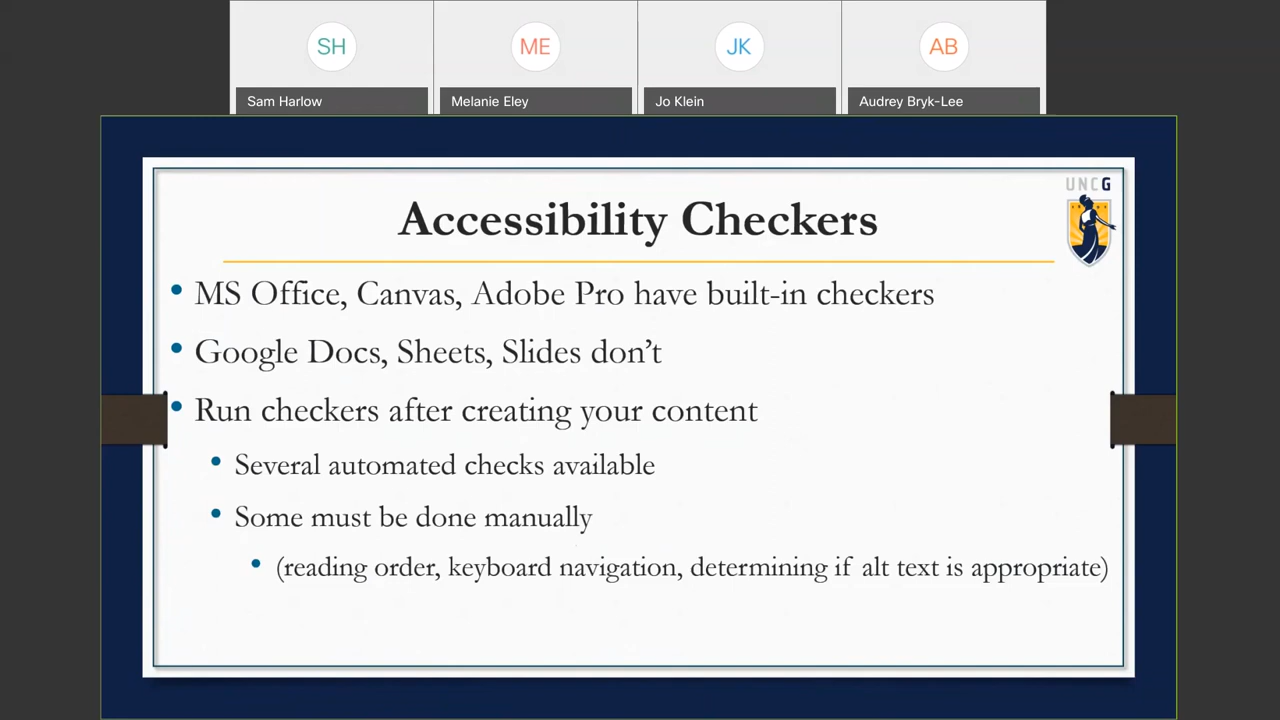 SH
ME
JK
AB
Sam Harlow
Melanie Eley
Jo Klein
Audrey Bryk-Lee
UNCG
Accessibility Checkers
• MS Office, Canvas, Adobe Pro have built-in checkers
• Google Docs, Sheets, Slides don’t
• Run checkers after creating your content
• Several automated checks available
• Some must be done manually
• (reading order, keyboard navigation, determining if alt text is appropriate)